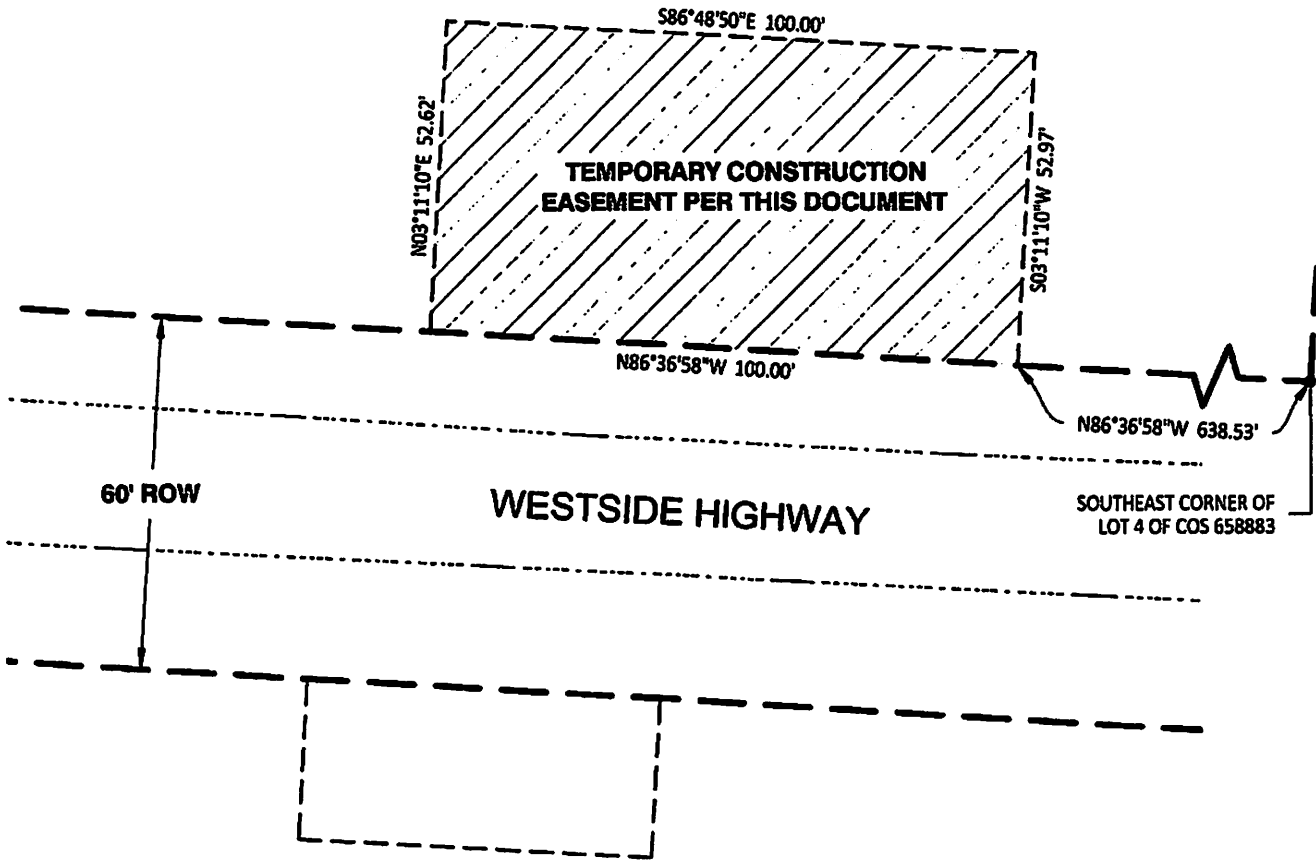 S86°48'50"E 100.00'
N03°11'10"E 52.62'
TEMPORARY CONSTRUCTION
EASEMENT PER THIS DOCUMENT
S03°11'10"W 52.97'
N86°36'58"W 100.00'
N86°36'58"W 638.53'
60' ROW
WESTSIDE HIGHWAY
SOUTHEAST CORNER OF
LOT 4 OF COS 658883